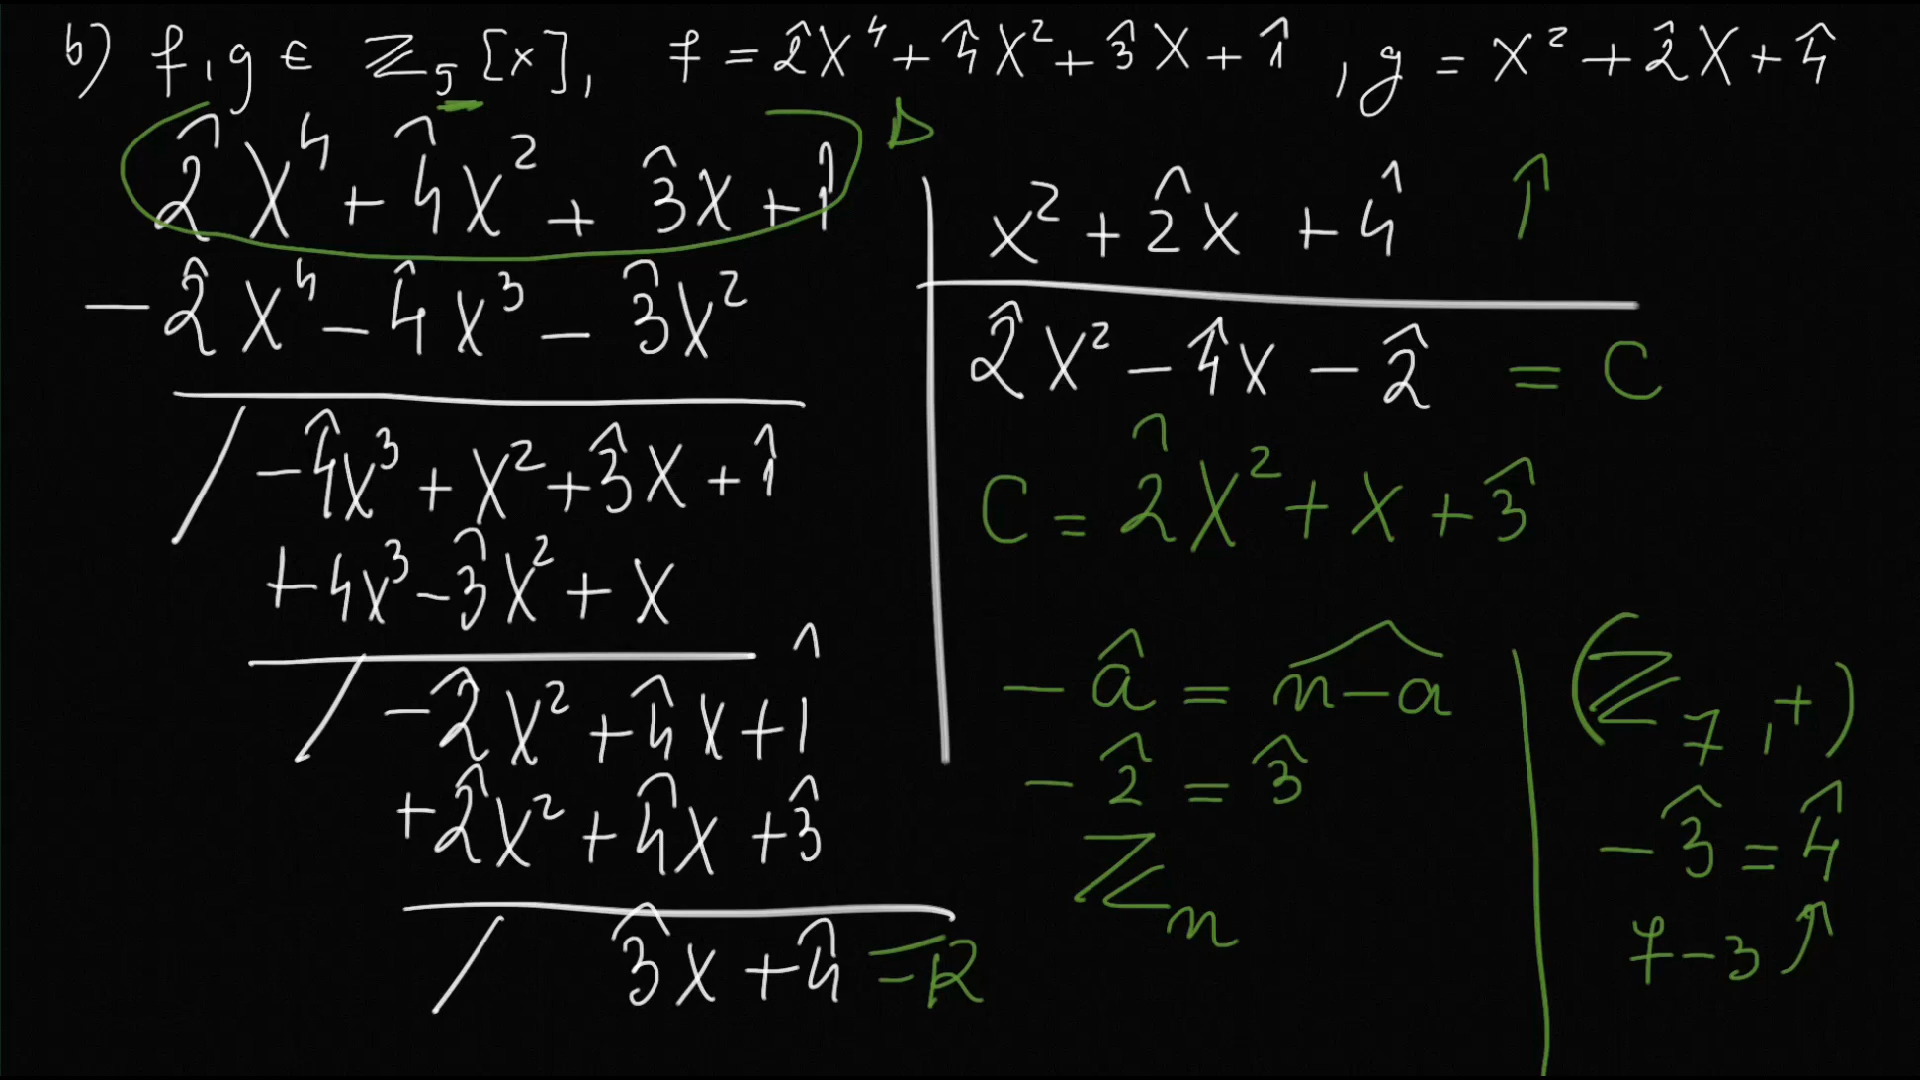 b) f, g ∈ ℤ₅[x], f = 2̂X⁴ + 4̂X² + 3̂X + 1̂, g = X² + 2̂X + 4̂
2̂X⁴ + 4̂X² + 3̂X + 1̂ D
- 2̂X⁴ - 4̂X³ - 3̂X²
/ -4̂X³ + X² + 3̂X + 1̂
+4X³ - 3̂X² + X
/ -2̂X² + 4̂X + 1̂
+2̂X² + 4̂X + 3̂
/ 3̂X + 4̂ = R
X² + 2̂X + 4̂ ↑
2̂X² - 4̂X - 2̂ = C
C = 2̂X² + X + 3̂
-â = \widehat{n-a}
-2̂ = 3̂
ℤₙ
(ℤ₇, +)
-3̂ = 4̂
7-3 ↑